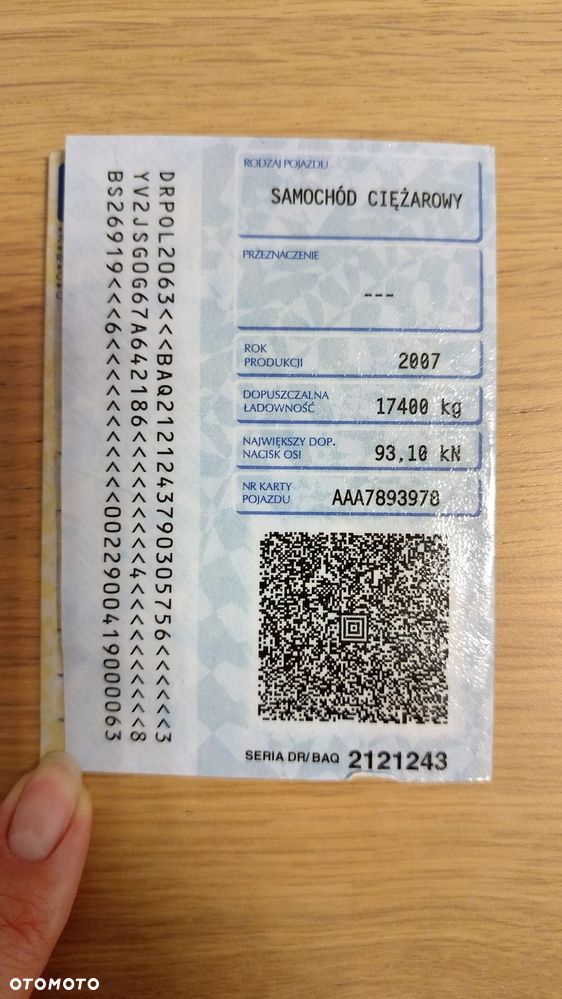 RODZAJ POJAZDU
SAMOCHÓD CIĘŻAROWY
PRZEZNACZENIE
---
ROK
PRODUKCJI
2007
DOPUSZCZALNA
ŁADOWNOŚĆ
17400 kg
NAJWIĘKSZY DOP.
NACISK OSI
93,10 kN
NR KARTY
POJAZDU
AAA7893978
SERIA DR/BAQ 2121243
DRPOL2063<<<BAQ2121243790305756<<<<<<3
YV2JSG0G67A642186<<<<<<<<4<<<<<<<<<<8
BS26919<<<6<<<<<<<<<<0022900419000063
OTOMOTO